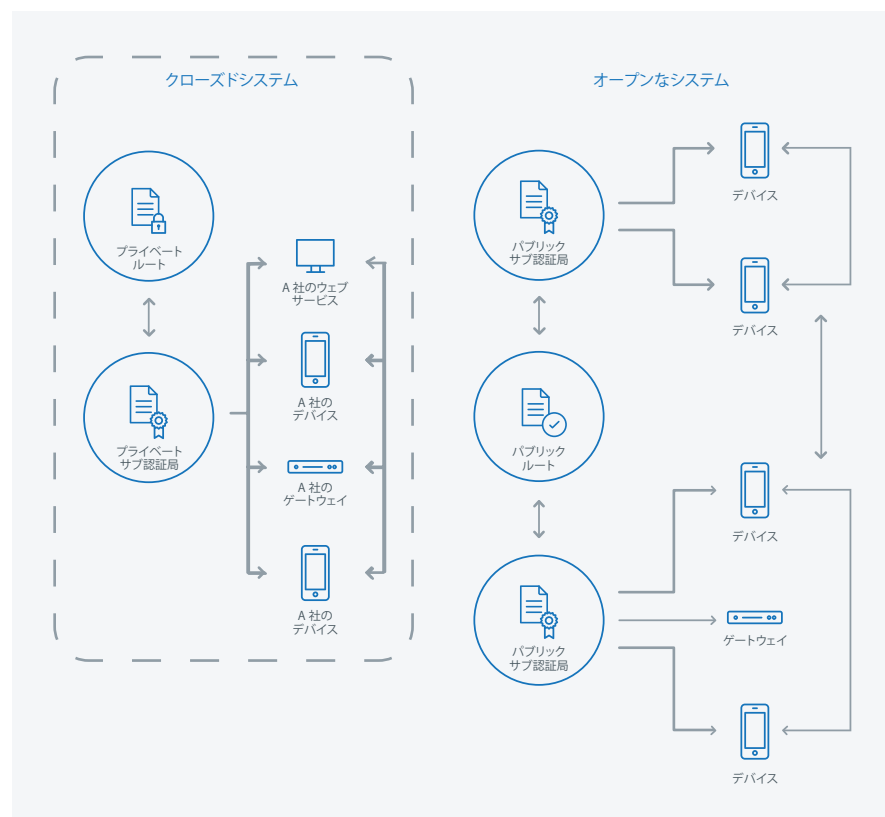 クローズドシステム
プライベート
ルート
プライベート
サブ認証局
A 社のウェブ
サービス
A 社の
デバイス
A 社の
ゲートウェイ
A 社の
デバイス
オープンなシステム
パブリック
サブ認証局
デバイス
デバイス
パブリック
ルート
パブリック
サブ認証局
デバイス
ゲートウェイ
デバイス